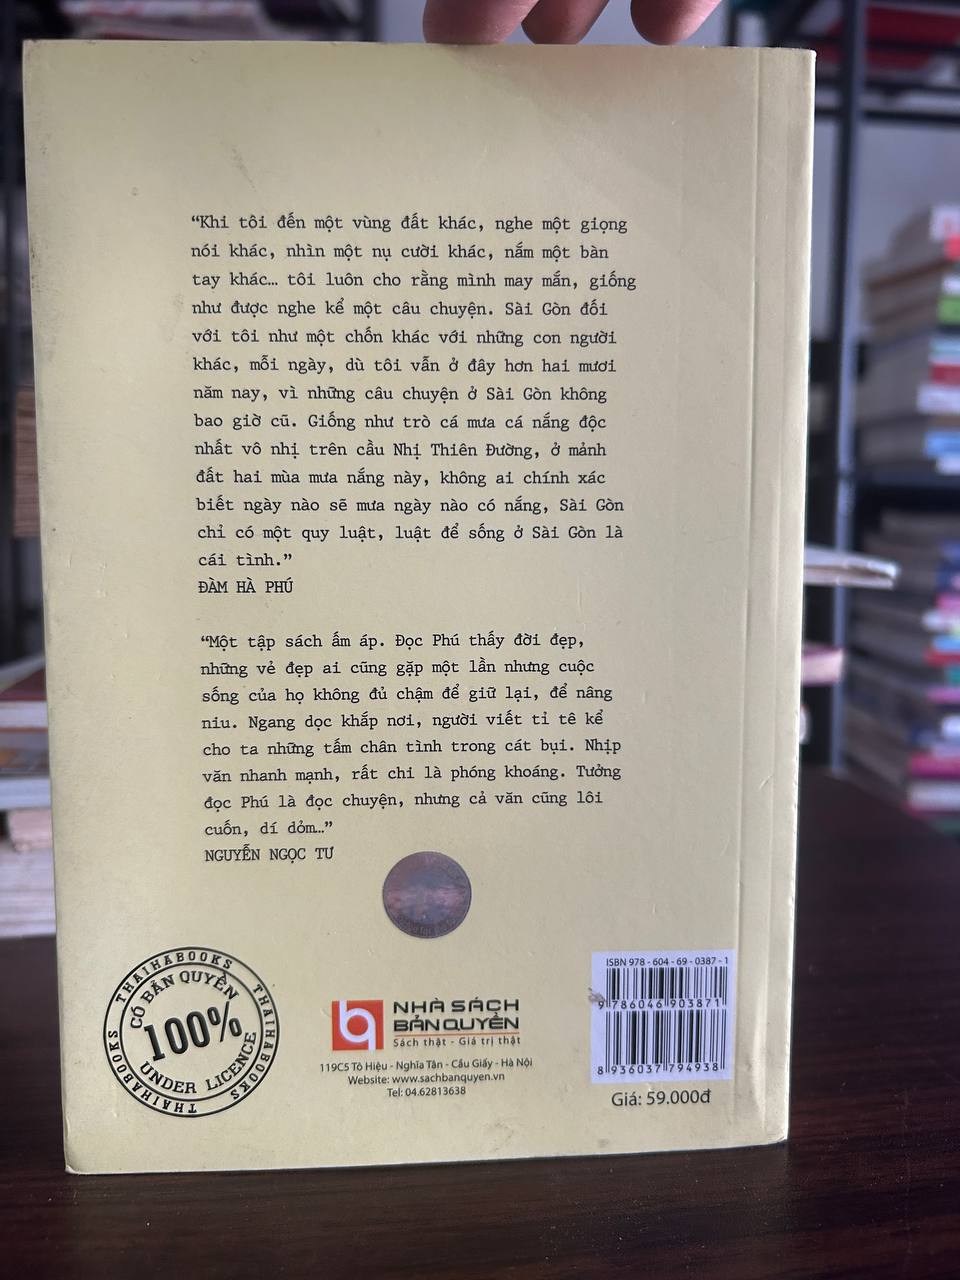 “Khi tôi đến một vùng đất khác, nghe một giọng
nói khác, nhìn một nụ cười khác, nắm một bàn
tay khác… tôi luôn cho rằng mình may mắn, giống
như được nghe kể một câu chuyện. Sài Gòn đối
với tôi như một chốn khác với những con người
khác, mỗi ngày, dù tôi vẫn ở đây hơn hai mươi
năm nay, vì những câu chuyện ở Sài Gòn không
bao giờ cũ. Giống như trò cá mưa cá nắng độc
nhất vô nhị trên cầu Nhị Thiên Đường, ở mảnh
đất hai mùa mưa nắng này, không ai chính xác
biết ngày nào sẽ mưa ngày nào có nắng, Sài Gòn
chỉ có một quy luật, luật để sống ở Sài Gòn là
cái tình.”
ĐÀM HÀ PHÚ
“Một tập sách ấm áp. Đọc Phú thấy đời đẹp,
những vẻ đẹp ai cũng gặp một lần nhưng cuộc
sống của họ không đủ chậm để giữ lại, để nâng
niu. Ngang dọc khắp nơi, người viết tỉ tê kể
cho ta những tấm chân tình trong cát bụi. Nhịp
văn nhanh mạnh, rất chi là phóng khoáng. Tưởng
đọc Phú là đọc chuyện, nhưng cả văn cũng lôi
cuốn, dí dỏm…”
NGUYỄN NGỌC TƯ
THAIHABOOKS THAIHABOOKS THAIHABOOKS
CÓ BẢN QUYỀN
100%
UNDER LICENCE
NHÀ SÁCH
BẢN QUYỀN
Sách thật - Giá trị thật
119C5 Tô Hiệu - Nghĩa Tân - Cầu Giấy - Hà Nội
Website: www.sachbanquyen.vn
Tel: 04.62813638
ISBN 978 - 604 - 69 - 0387 - 1
9 786046 903871
8 936037 794938
Giá: 59.000đ